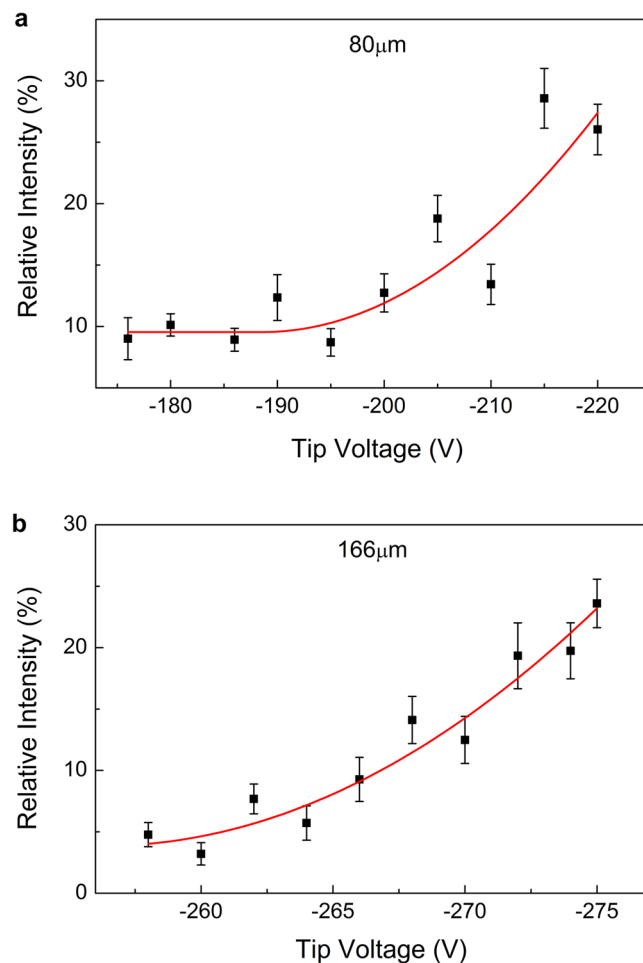 a
80μm
30
20
10
Relative Intensity (%)
-180 -190 -200 -210 -220
Tip Voltage (V)
b
166μm
30
20
10
0
Relative Intensity (%)
-260 -265 -270 -275
Tip Voltage (V)